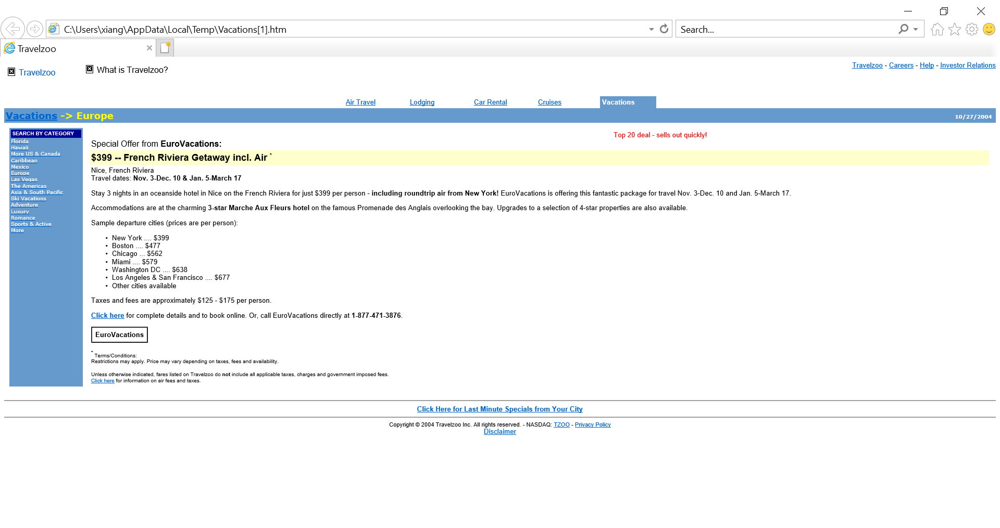 C:\Users\xiang\AppData\Local\Temp\Vacations[1].htm
Search...
Travelzoo
Travelzoo
What is Travelzoo?
Travelzoo - Careers - Help - Investor Relations
Air Travel
Lodging
Car Rental
Cruises
Vacations
Vacations -> Europe
10/27/2004
SEARCH BY CATEGORY
Florida
Hawaii
More US & Canada
Caribbean
Mexico
Europe
Las Vegas
The Americas
Asia & South Pacific
Ski Vacations
Adventure
Luxury
Romance
Sports & Active
More
Top 20 deal - sells out quickly!
Special Offer from EuroVacations:
$399 -- French Riviera Getaway incl. Air *
Nice, French Riviera
Travel dates: Nov. 3-Dec. 10 & Jan. 5-March 17
Stay 3 nights in an oceanside hotel in Nice on the French Riviera for just $399 per person - including roundtrip air from New York! EuroVacations is offering this fantastic package for travel Nov. 3-Dec. 10 and Jan. 5-March 17.
Accommodations are at the charming 3-star Marche Aux Fleurs hotel on the famous Promenade des Anglais overlooking the bay. Upgrades to a selection of 4-star properties are also available.
Sample departure cities (prices are per person):
• New York .... $399
• Boston .... $477
• Chicago ... $562
• Miami .... $579
• Washington DC .... $638
• Los Angeles & San Francisco .... $677
• Other cities available
Taxes and fees are approximately $125 - $175 per person.
Click here for complete details and to book online. Or, call EuroVacations directly at 1-877-471-3876.
EuroVacations
* Terms/Conditions:
Restrictions may apply. Price may vary depending on taxes, fees and availability.
Unless otherwise indicated, fares listed on Travelzoo do not include all applicable taxes, charges and government imposed fees.
Click here for information on air fees and taxes.
Click Here for Last Minute Specials from Your City
Copyright © 2004 Travelzoo Inc. All rights reserved. - NASDAQ: TZOO - Privacy Policy
Disclaimer